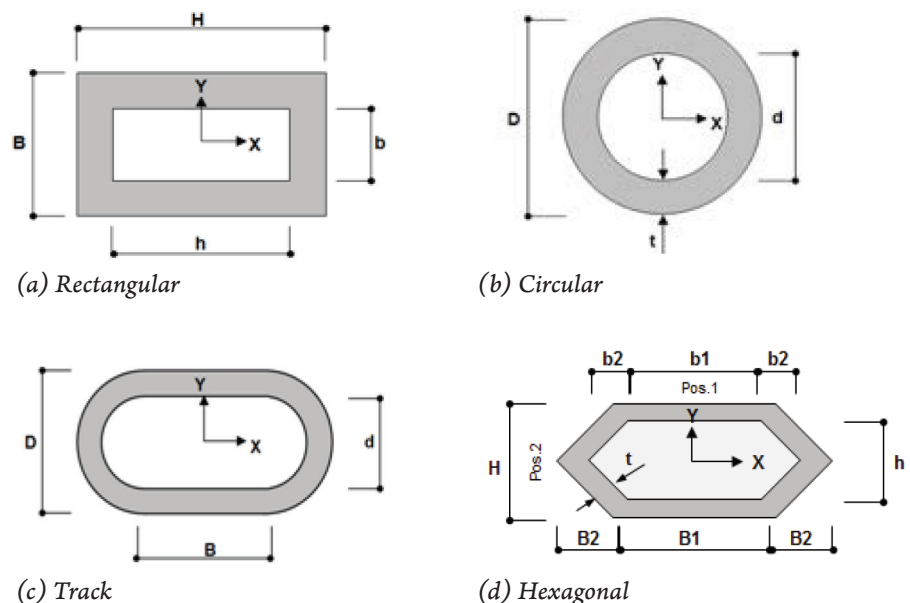 H
B
Y
X
b
h
(a) Rectangular
D
Y
X
d
t
(b) Circular
D
Y
X
d
B
(c) Track
b2 b1 b2
Pos.1
H
Pos.2
Y
X
t
h
B2 B1 B2
(d) Hexagonal